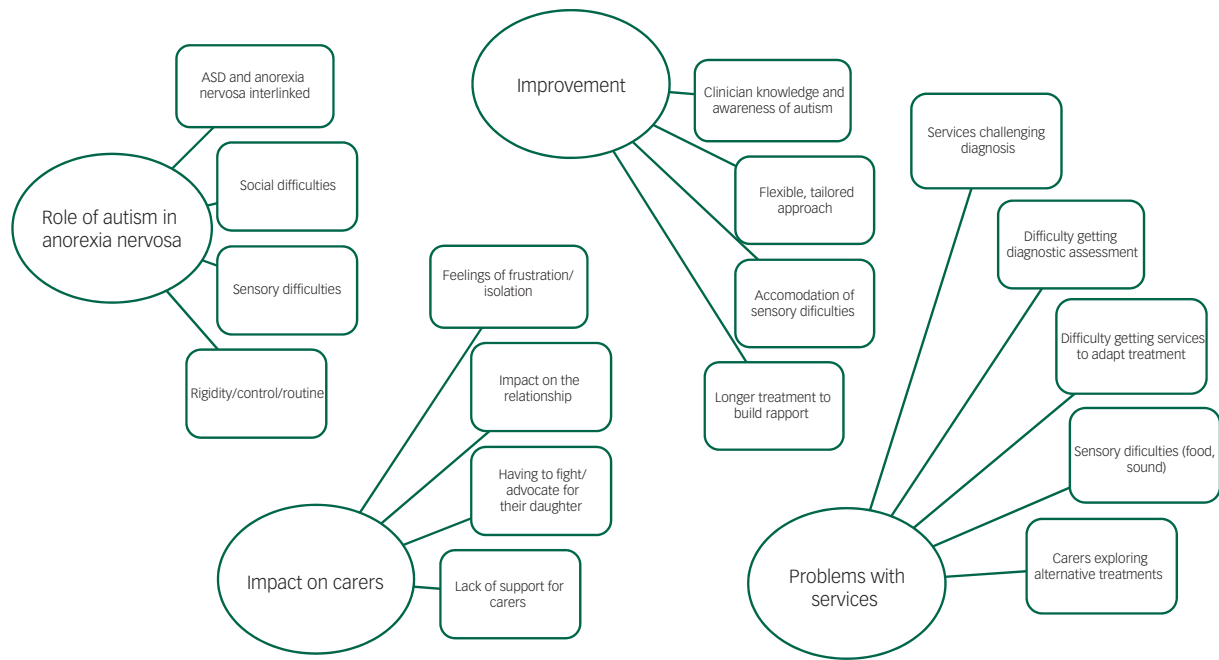 Role of autism in
anorexia nervosa
ASD and anorexia
nervosa interlinked
Social difficulties
Sensory difficulties
Rigidity/control/routine
Impact on carers
Feelings of frustration/
isolation
Impact on the
relationship
Having to fight/
advocate for
their daughter
Lack of support for
carers
Improvement
Clinician knowledge and
awareness of autism
Flexible, tailored
approach
Accomodation of
sensory dificulties
Longer treatment to
build rapport
Problems with
services
Services challenging
diagnosis
Difficulty getting
diagnostic assessment
Difficulty getting services
to adapt treatment
Sensory dificulties (food,
sound)
Carers exploring
alternative treatments